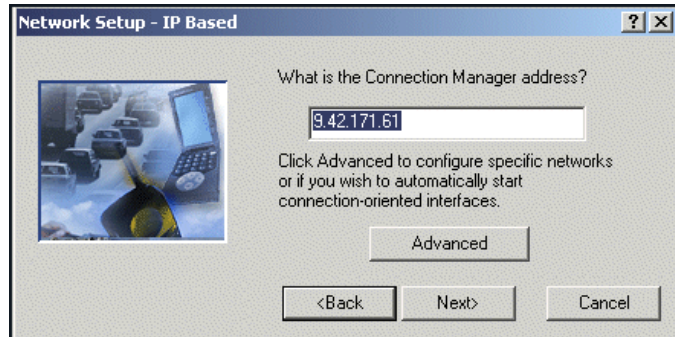 Network Setup - IP Based
What is the Connection Manager address?
9.42.171.61
Click Advanced to configure specific networks
or if you wish to automatically start
connection-oriented interfaces.
Advanced
<Back
Next>
Cancel